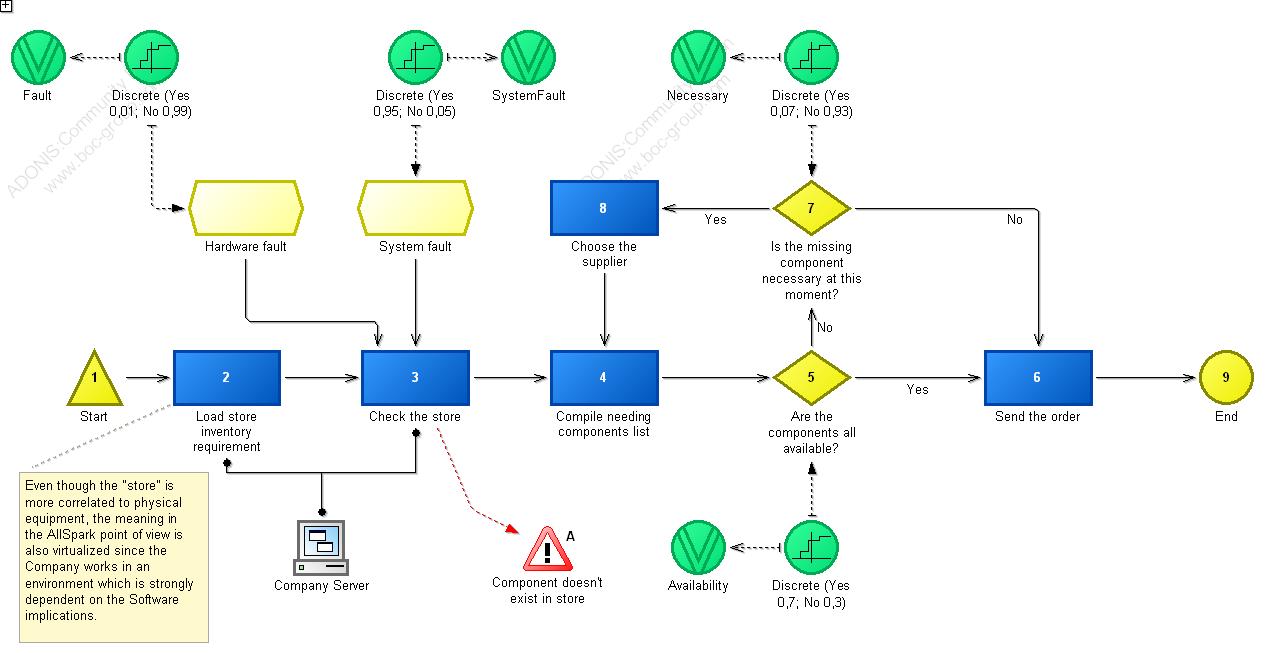 Fault
Discrete (Yes
0,01; No 0,99)
Discrete (Yes
0,95; No 0,05)
SystemFault
Necessary
Discrete (Yes
0,07; No 0,93)
ADONIS:Community
www.boc-group.com
ADONIS:Community
www.boc-group.com
Hardware fault
System fault
8
Choose the
supplier
Yes
7
Is the missing
component
necessary at this
moment?
No
No
1
Start
2
Load store
inventory
requirement
3
Check the store
4
Compile needing
components list
5
Are the
components all
available?
Yes
6
Send the order
9
End
Even though the "store" is
more correlated to physical
equipment, the meaning in
the AllSpark point of view is
also virtualized since the
Company works in an
environment which is strongly
dependent on the Software
implications.
Company Server
A
Component doesn't
exist in store
Availability
Discrete (Yes
0,7; No 0,3)